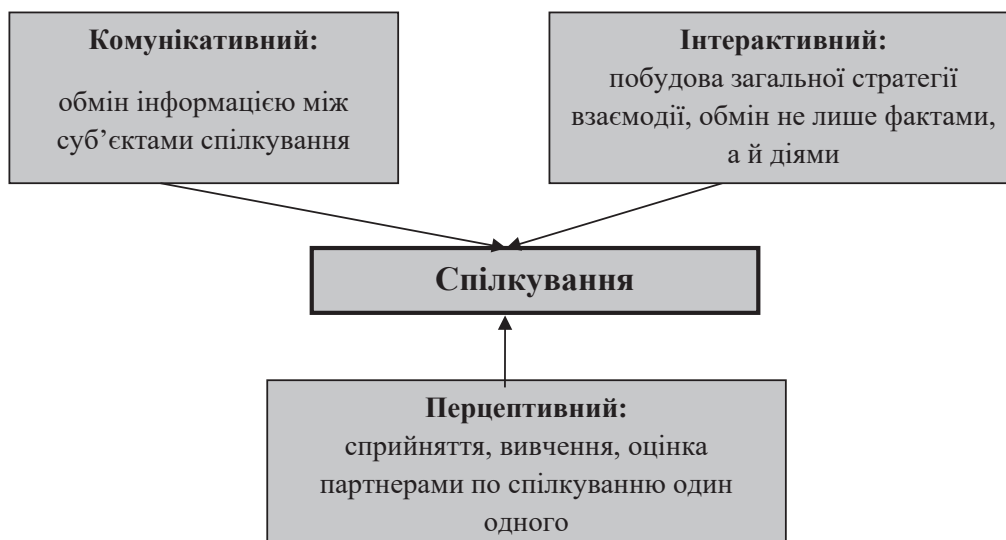 Комунікативний:
обмін інформацією між
суб’єктами спілкування
Інтерактивний:
побудова загальної стратегії
взаємодії, обмін не лише фактами,
а й діями
Спілкування
Перцептивний:
сприйняття, вивчення, оцінка
партнерами по спілкуванню один
одного